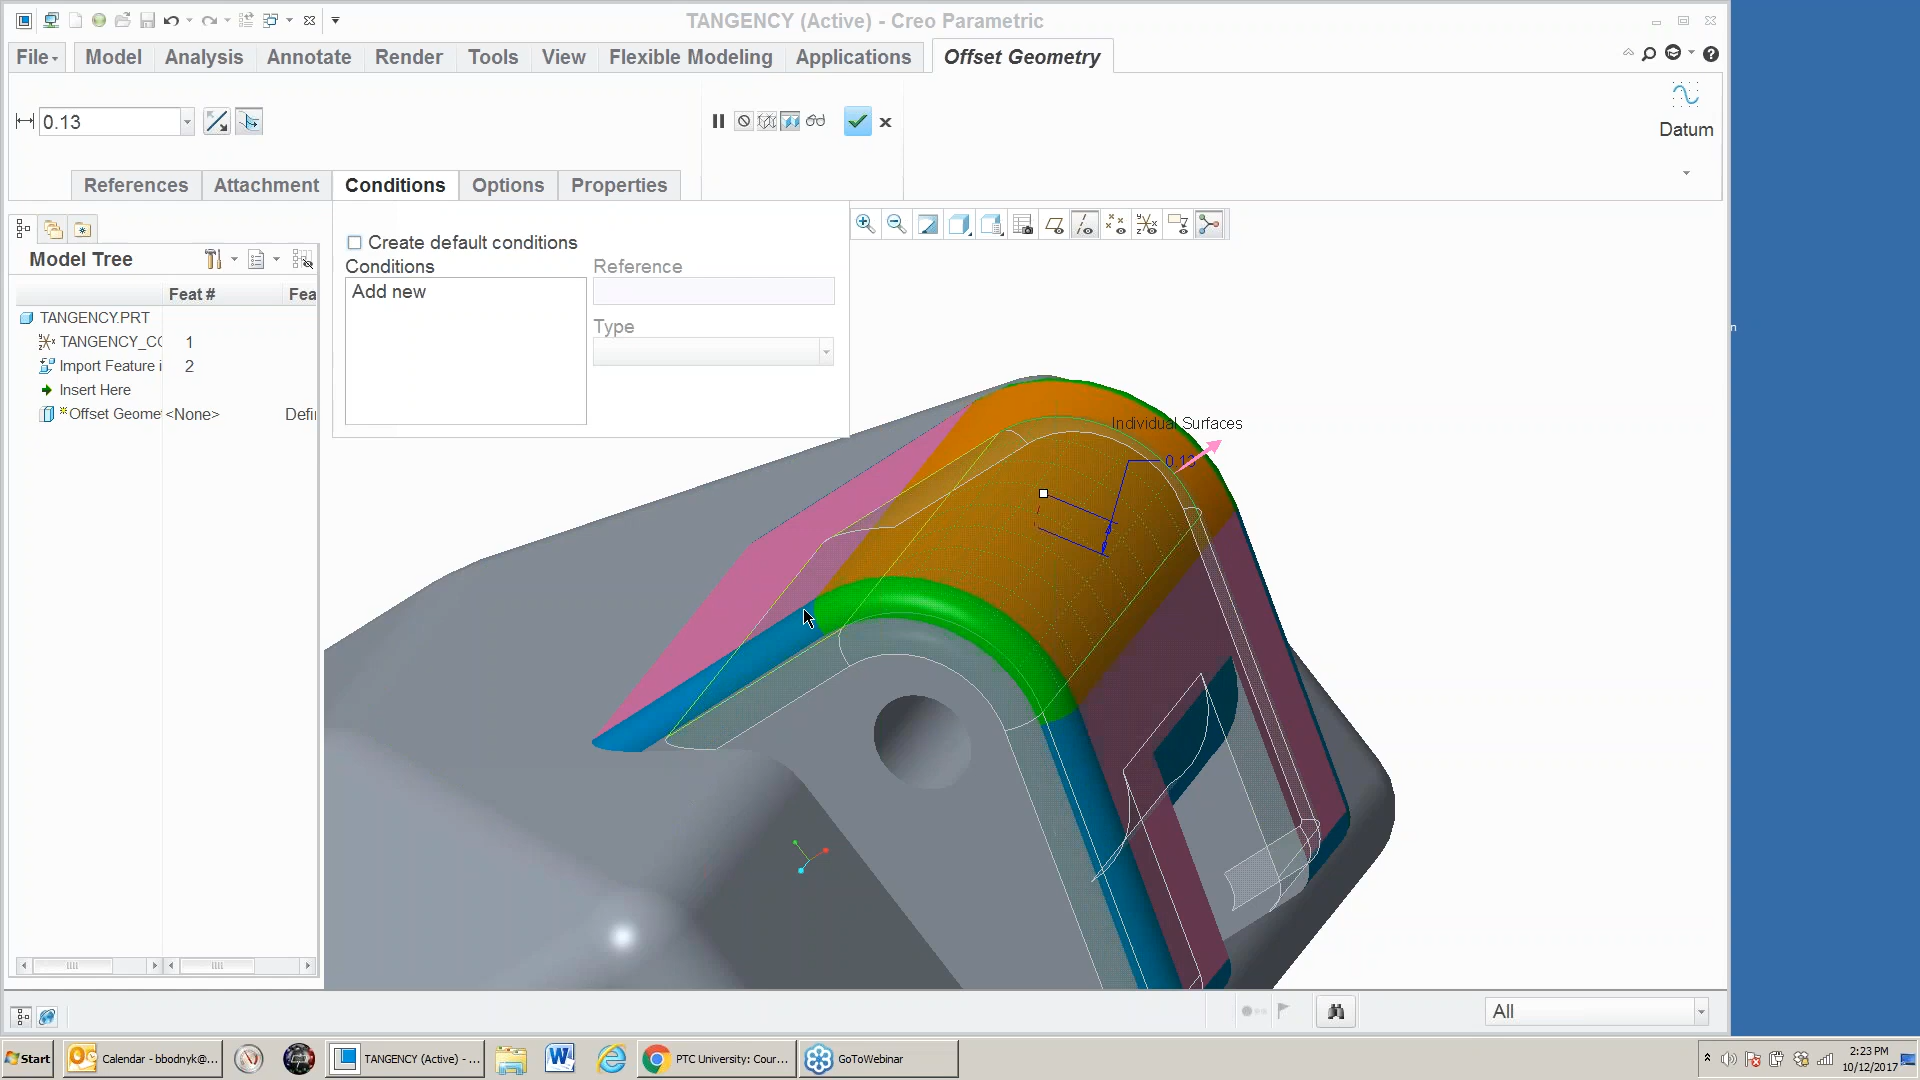 TANGENCY (Active) - Creo Parametric
File Model Analysis Annotate Render Tools View Flexible Modeling Applications Offset Geometry
0.13
Datum
References Attachment Conditions Options Properties
Create default conditions
Conditions
Reference
Add new
Type
Model Tree
Feat #
Fea
TANGENCY.PRT
TANGENCY_CO 1
Import Feature i 2
Insert Here
Offset Geome <None> Defi
Individual Surfaces
0.13
n
All
Start
Calendar - bbodnyk@...
TANGENCY (Active) - ...
PTC University: Cour...
GoToWebinar
2:23 PM
10/12/2017